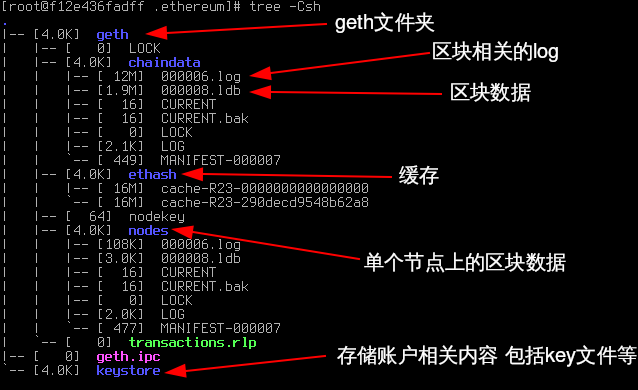 [root@f12e436fadff .ethereum]# tree -Csh
.
|-- [4.0K]  geth
|   |-- [   0]  LOCK
|   |-- [4.0K]  chaindata
|   |   |-- [ 12M]  000006.log
|   |   |-- [1.9M]  000008.ldb
|   |   |-- [  16]  CURRENT
|   |   |-- [  16]  CURRENT.bak
|   |   |-- [   0]  LOCK
|   |   |-- [2.1K]  LOG
|   |   `-- [ 449]  MANIFEST-000007
|   |-- [4.0K]  ethash
|   |   |-- [ 16M]  cache-R23-0000000000000000
|   |   `-- [ 16M]  cache-R23-290decd9548b62a8
|   |-- [  64]  nodekey
|   |-- [4.0K]  nodes
|   |   |-- [108K]  000006.log
|   |   |-- [3.0K]  000008.ldb
|   |   |-- [  16]  CURRENT
|   |   |-- [  16]  CURRENT.bak
|   |   |-- [   0]  LOCK
|   |   |-- [2.0K]  LOG
|   |   `-- [ 477]  MANIFEST-000007
|   `-- [   0]  transactions.rlp
|-- [   0]  geth.ipc
`-- [4.0K]  keystore
geth文件夹
区块相关的log
区块数据
缓存
单个节点上的区块数据
存储账户相关内容 包括key文件等